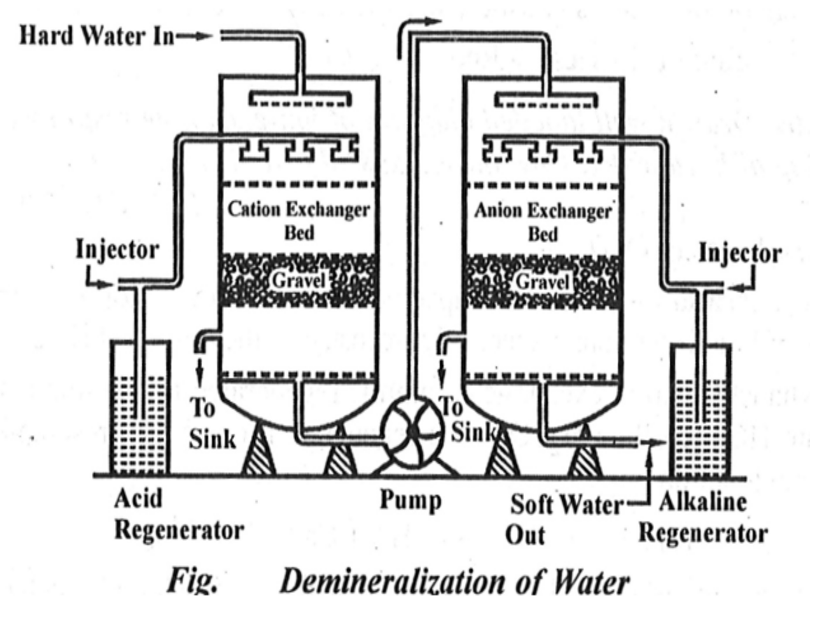 Hard Water In
Cation Exchanger
Bed
Anion Exchanger
Bed
Injector
Gravel
Gravel
Injector
To
Sink
To
Sink
Acid
Regenerator
Pump
Soft Water
Out
Alkaline
Regenerator
Fig. Demineralization of Water